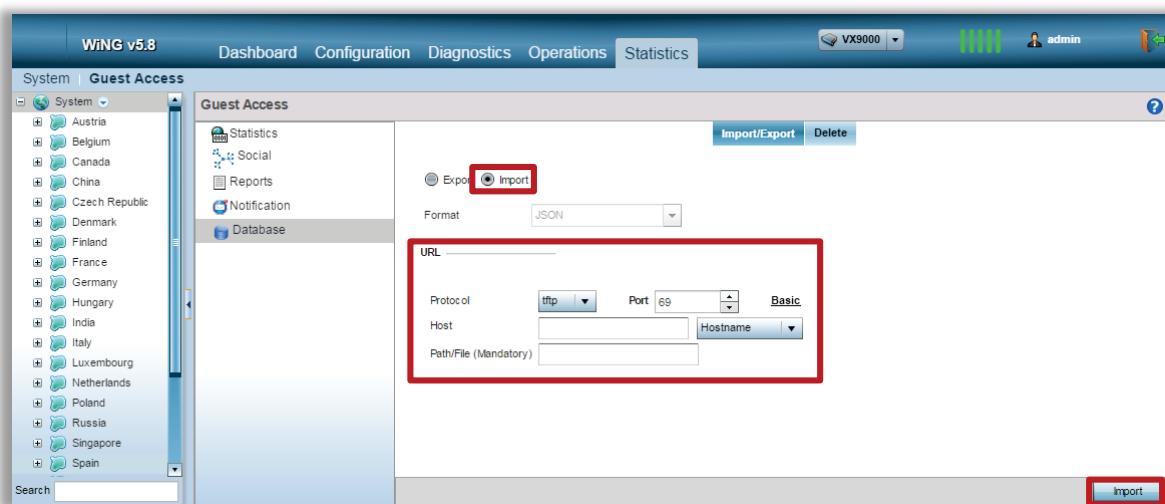 WiNG v5.8
Dashboard Configuration Diagnostics Operations Statistics
VX9000
admin
System Guest Access
System
Austria
Belgium
Canada
China
Czech Republic
Denmark
Finland
France
Germany
Hungary
India
Italy
Luxembourg
Netherlands
Poland
Russia
Singapore
Spain
Search
Guest Access
Statistics
Social
Reports
Notification
Database
Import/Export Delete
Expor Import
Format JSON
URL
Protocol tftp Port 69 Basic
Host Hostname
Path/File (Mandatory)
Import